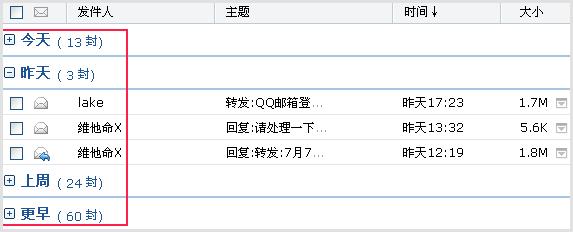 发件人 主题 时间↓ 大小
今天 ( 13 封)
昨天 ( 3 封)
lake 转发:QQ邮箱登... 昨天17:23 1.7M
维他命X 回复:请处理一下... 昨天13:32 5.6K
维他命X 回复:转发:7月7... 昨天12:19 1.8M
上周 ( 24 封)
更早 ( 60 封)